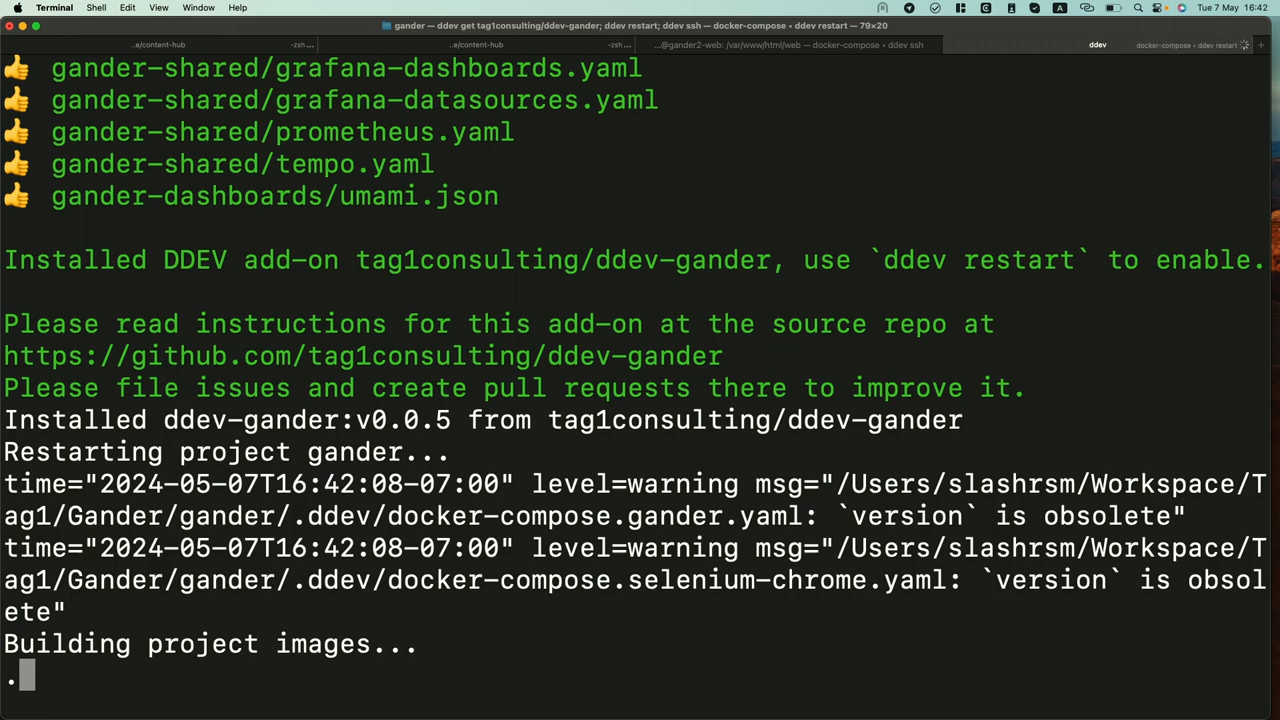 Terminal Shell Edit View Window Help Tue 7 May 16:42
gander — ddev get tag1consulting/ddev-gander; ddev restart; ddev ssh — docker-compose • ddev restart — 79×20
..e/content-hub -zsh... ..e/content-hub -zsh... ...@gander2-web: /var/www/html/web — docker-compose • ddev ssh ddev docker-compose • ddev restart
👍 gander-shared/grafana-dashboards.yaml
👍 gander-shared/grafana-datasources.yaml
👍 gander-shared/prometheus.yaml
👍 gander-shared/tempo.yaml
👍 gander-dashboards/umami.json
Installed DDEV add-on tag1consulting/ddev-gander, use `ddev restart` to enable.
Please read instructions for this add-on at the source repo at
https://github.com/tag1consulting/ddev-gander
Please file issues and create pull requests there to improve it.
Installed ddev-gander:v0.0.5 from tag1consulting/ddev-gander
Restarting project gander...
time="2024-05-07T16:42:08-07:00" level=warning msg="/Users/slashrsm/Workspace/T
ag1/Gander/gander/.ddev/docker-compose.gander.yaml: `version` is obsolete"
time="2024-05-07T16:42:08-07:00" level=warning msg="/Users/slashrsm/Workspace/T
ag1/Gander/gander/.ddev/docker-compose.selenium-chrome.yaml: `version` is obsol
ete"
Building project images...
.